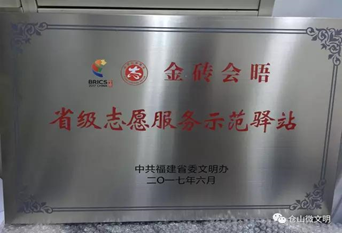 BRICS
金砖会晤
省级志愿服务示范驿站
中共福建省委文明办
二〇一七年六月
仓山微文明